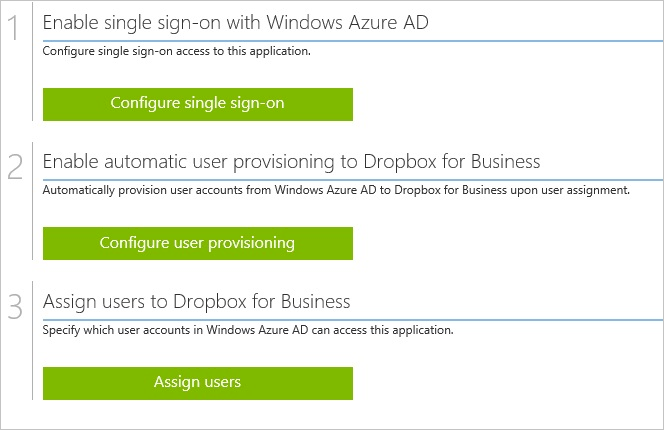 1
Enable single sign-on with Windows Azure AD
Configure single sign-on access to this application.
Configure single sign-on
2
Enable automatic user provisioning to Dropbox for Business
Automatically provision user accounts from Windows Azure AD to Dropbox for Business upon user assignment.
Configure user provisioning
3
Assign users to Dropbox for Business
Specify which user accounts in Windows Azure AD can access this application.
Assign users